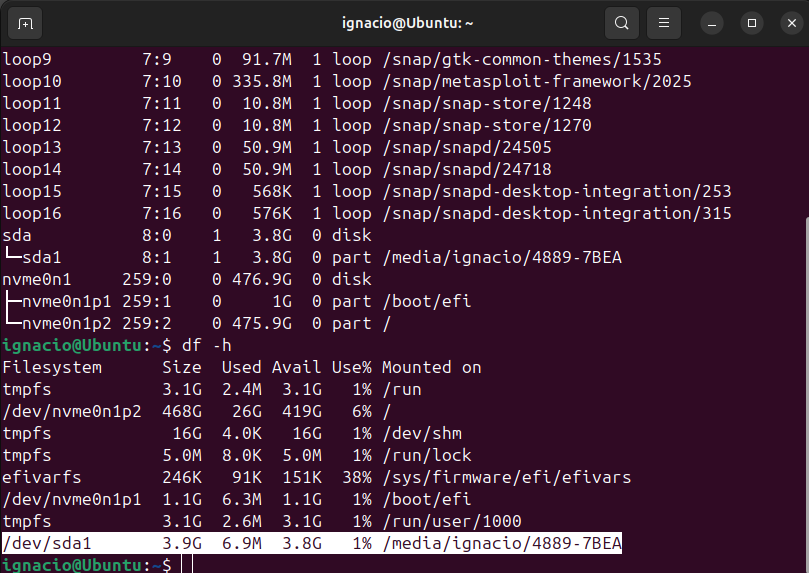 ignacio@Ubuntu: ~
loop9 7:9 0 91.7M 1 loop /snap/gtk-common-themes/1535
loop10 7:10 0 335.8M 1 loop /snap/metasploit-framework/2025
loop11 7:11 0 10.8M 1 loop /snap/snap-store/1248
loop12 7:12 0 10.8M 1 loop /snap/snap-store/1270
loop13 7:13 0 50.9M 1 loop /snap/snapd/24505
loop14 7:14 0 50.9M 1 loop /snap/snapd/24718
loop15 7:15 0 568K 1 loop /snap/snapd-desktop-integration/253
loop16 7:16 0 576K 1 loop /snap/snapd-desktop-integration/315
sda 8:0 1 3.8G 0 disk
└─sda1 8:1 1 3.8G 0 part /media/ignacio/4889-7BEA
nvme0n1 259:0 0 476.9G 0 disk
├─nvme0n1p1 259:1 0 1G 0 part /boot/efi
└─nvme0n1p2 259:2 0 475.9G 0 part /
ignacio@Ubuntu:~$ df -h
Filesystem Size Used Avail Use% Mounted on
tmpfs 3.1G 2.4M 3.1G 1% /run
/dev/nvme0n1p2 468G 26G 419G 6% /
tmpfs 16G 4.0K 16G 1% /dev/shm
tmpfs 5.0M 8.0K 5.0M 1% /run/lock
efivarfs 246K 91K 151K 38% /sys/firmware/efi/efivars
/dev/nvme0n1p1 1.1G 6.3M 1.1G 1% /boot/efi
tmpfs 3.1G 2.6M 3.1G 1% /run/user/1000
/dev/sda1 3.9G 6.9M 3.8G 1% /media/ignacio/4889-7BEA
ignacio@Ubuntu:~$